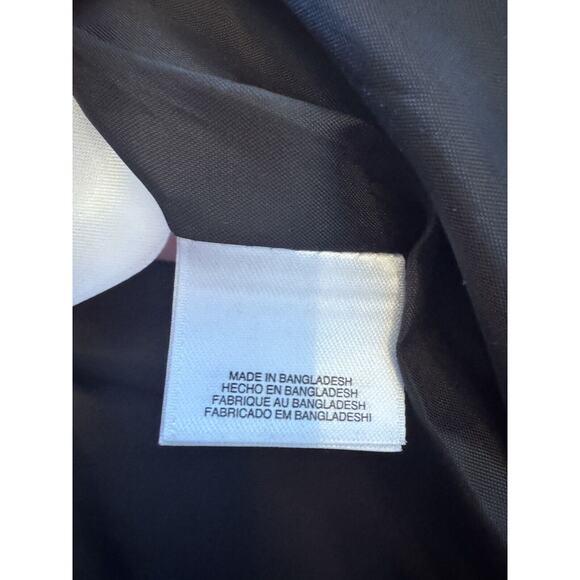 MADE IN BANGLADESH
HECHO EN BANGLADESH
FABRIQUE AU BANGLADESH
FABRICADO EM BANGLADESHI